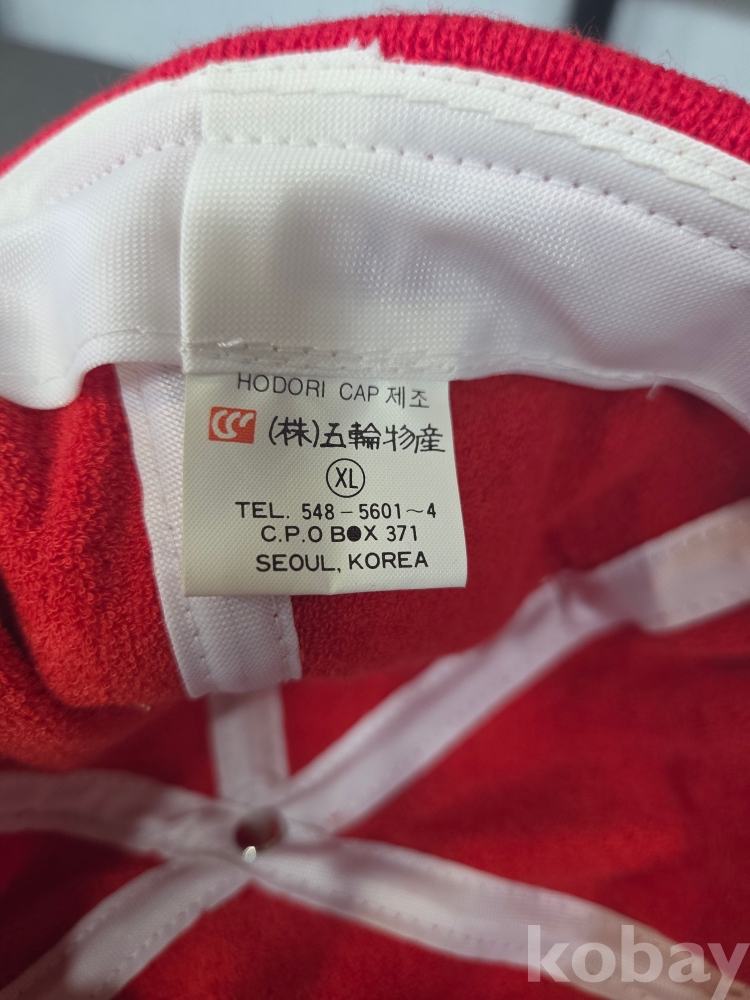 HODORI CAP 제조
(株)五輪物産
XL
TEL. 548-5601~4
C.P.O BOX 371
SEOUL, KOREA
kobay